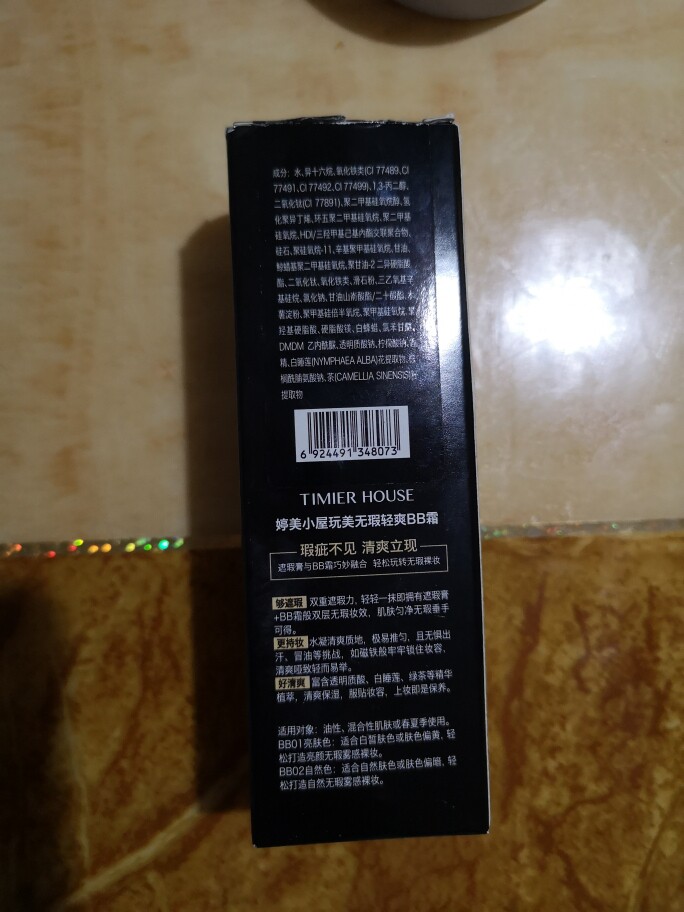 成分：水、异十六烷、氧化铁类(CI 77489,CI
77491,CI 77492,CI 77499)、1,3-丙二醇、
二氧化钛(CI 77891)、聚二甲基硅氧烷醇、氢
化聚异丁烯、环五聚二甲基硅氧烷、聚二甲基
硅氧烷、HDI/三羟甲基己基内酯交联聚合物、
硅石、聚硅氧烷-11、辛基聚甲基硅氧烷、甘油、
鲸蜡基聚二甲基硅氧烷、聚甘油-2 二异硬脂酸
酯、二氧化钛、氧化铁类、滑石粉、三乙氧基辛
基硅烷、氯化钠、甘油山嵛酸酯/二十酸酯、木
薯淀粉、聚甲基硅倍半氧烷、聚甲基硅氧烷、聚
羟基硬脂酸、硬脂酸镁、白蜂蜡、氯苯甘醚、
DMDM 乙内酰脲、透明质酸钠、柠檬酸钠、香
精、白睡莲(NYMPHAEA ALBA)花提取物、棕
榈酰脯氨酸钠、茶(CAMELLIA SINENSIS)叶
提取物
6 924491 348073
TIMIER HOUSE
婷美小屋玩美无瑕轻爽BB霜
瑕疵不见 清爽立现
遮瑕膏与BB霜巧妙融合 轻松玩转无瑕裸妆
够遮瑕 双重遮瑕力，轻轻一抹即拥有遮瑕膏
+BB霜般双层无瑕妆效，肌肤匀净无瑕垂手
可得。
更持妆 水凝清爽质地，极易推匀，且无惧出
汗、冒油等挑战，如磁铁般牢牢锁住妆容，
清爽哑致轻而易举。
好清爽 富含透明质酸、白睡莲、绿茶等精华
植萃，清爽保湿，服贴妆容，上妆即是保养。
适用对象：油性、混合性肌肤或春夏季使用。
BB01亮肤色：适合白皙肤色或肤色偏黄，轻
松打造亮颜无瑕雾感裸妆。
BB02自然色：适合自然肤色或肤色偏暗，轻
松打造自然无瑕雾感裸妆。